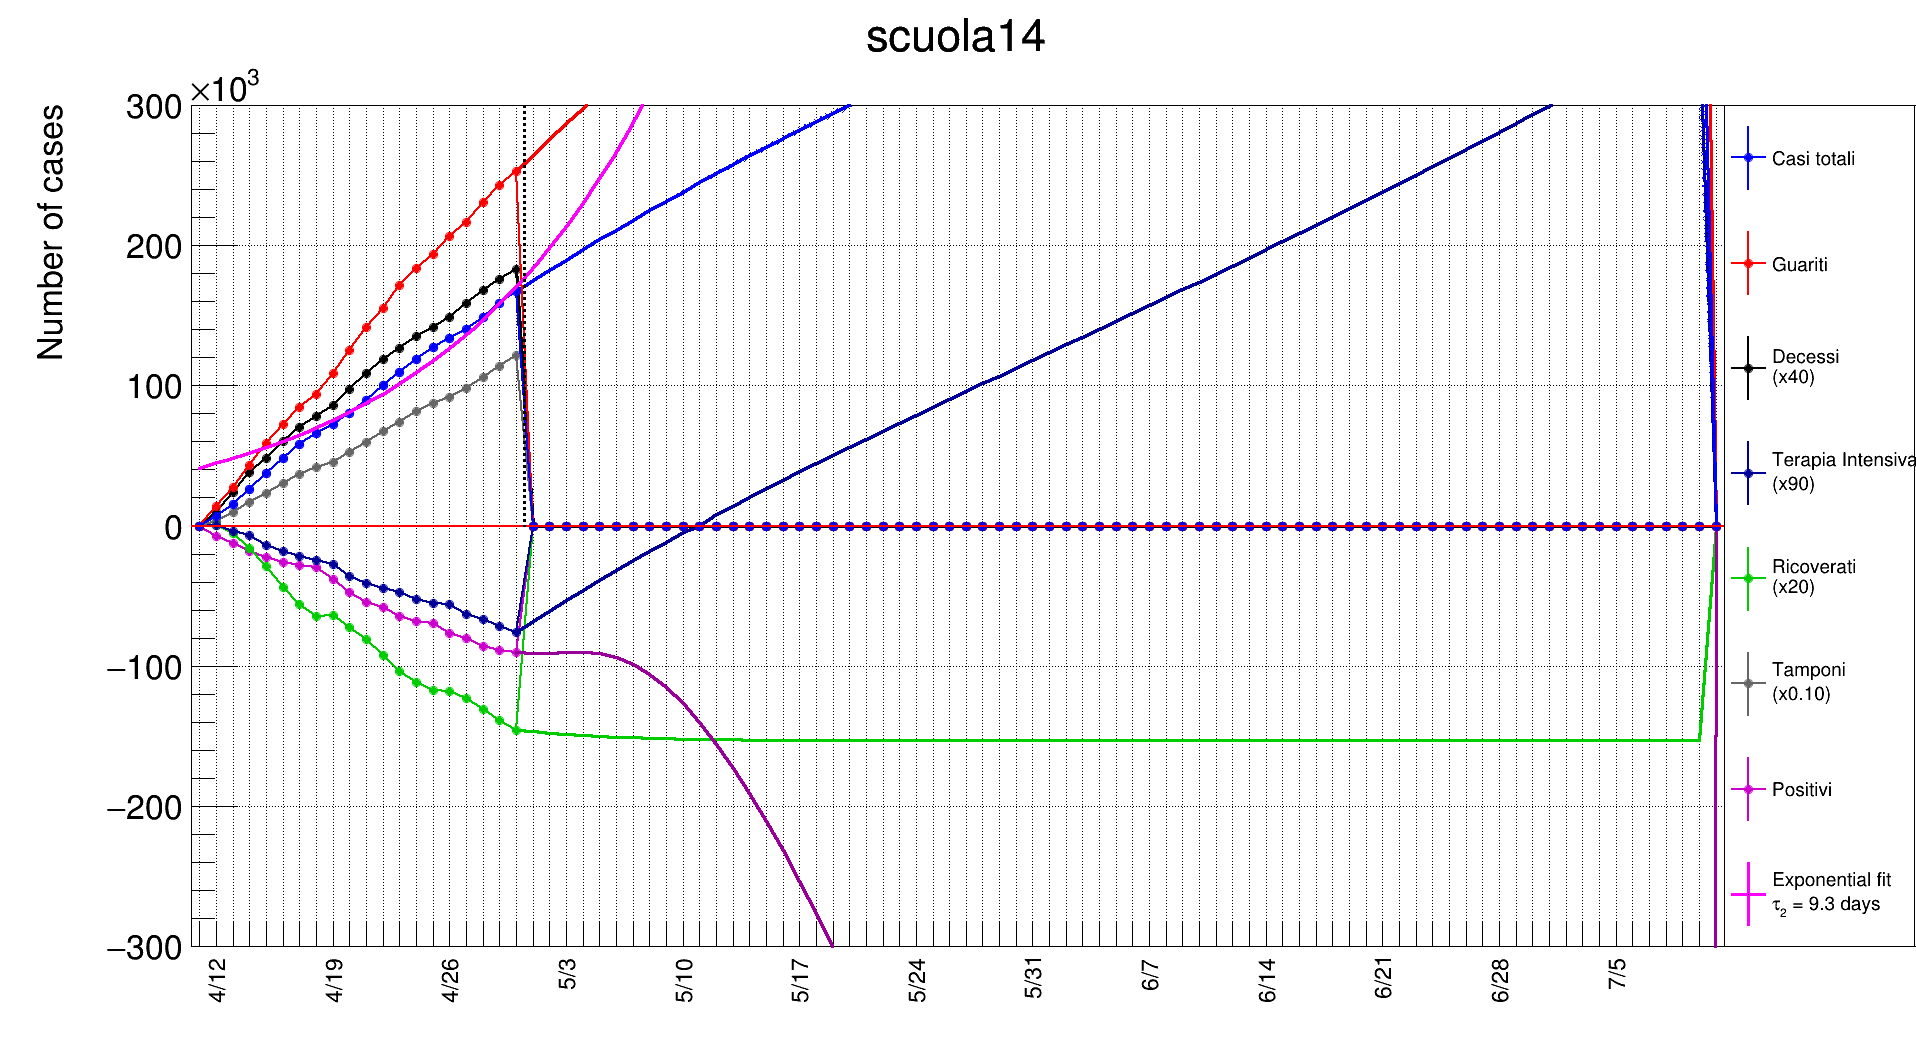 scuola14
×10³
Number of cases
300
200
100
0
−100
−200
−300
4/12
4/19
4/26
5/3
5/10
5/17
5/24
5/31
6/7
6/14
6/21
6/28
7/5
Casi totali
Guariti
Decessi
(x40)
Terapia Intensiva
(x90)
Ricoverati
(x20)
Tamponi
(x0.10)
Positivi
Exponential fit
τ₂ = 9.3 days